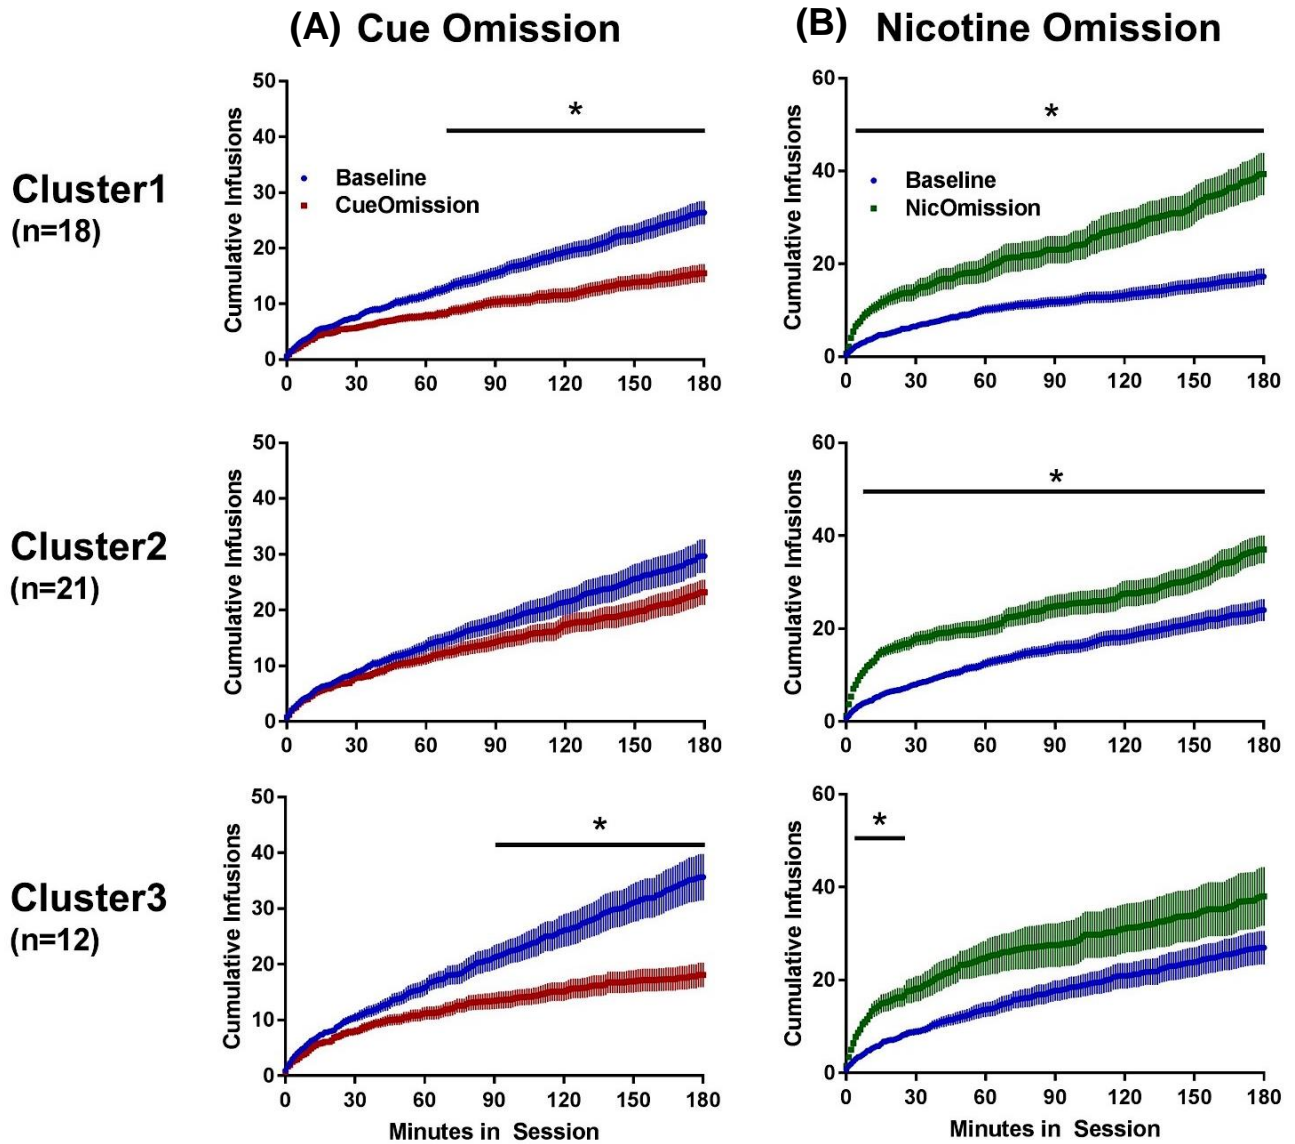 (A) Cue Omission
(B) Nicotine Omission
Cluster1
(n=18)
Cumulative Infusions
50
40
30
20
10
0
*
Baseline
CueOmission
0 30 60 90 120 150 180
Cumulative Infusions
60
40
20
0
*
Baseline
NicOmission
0 30 60 90 120 150 180
Cluster2
(n=21)
Cumulative Infusions
50
40
30
20
10
0
0 30 60 90 120 150 180
Cumulative Infusions
60
40
20
0
*
0 30 60 90 120 150 180
Cluster3
(n=12)
Cumulative Infusions
50
40
30
20
10
0
*
0 30 60 90 120 150 180
Minutes in Session
Cumulative Infusions
60
40
20
0
*
0 30 60 90 120 150 180
Minutes in Session